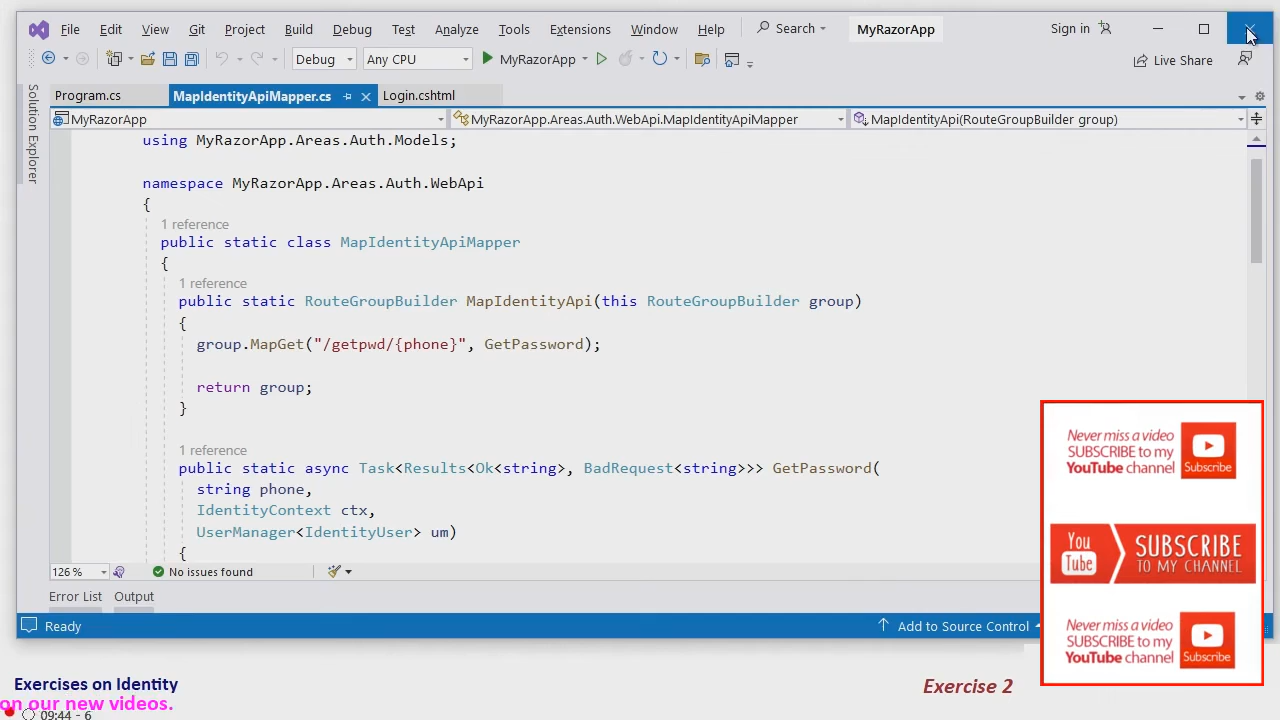 File Edit View Git Project Build Debug Test Analyze Tools Extensions Window Help Search MyRazorApp Sign in
Debug Any CPU MyRazorApp Live Share
Solution Explorer
Program.cs MapIdentityApiMapper.cs Login.cshtml
MyRazorApp MyRazorApp.Areas.Auth.WebApi.MapIdentityApiMapper MapIdentityApi(RouteGroupBuilder group)
using MyRazorApp.Areas.Auth.Models;
namespace MyRazorApp.Areas.Auth.WebApi
{
1 reference
public static class MapIdentityApiMapper
{
1 reference
public static RouteGroupBuilder MapIdentityApi(this RouteGroupBuilder group)
{
group.MapGet("/getpwd/{phone}", GetPassword);
return group;
}
1 reference
public static async Task<Results<Ok<string>, BadRequest<string>>> GetPassword(
string phone,
IdentityContext ctx,
UserManager<IdentityUser> um)
{
126 % No issues found
Error List Output
Ready Add to Source Control
Never miss a video
SUBSCRIBE to my
YouTube channel
Subscribe
You
Tube
SUBSCRIBE
TO MY CHANNEL
Never miss a video
SUBSCRIBE to my
YouTube channel
Subscribe
Exercises on Identity
Exercise 2
on our new videos.
09:44 - 6